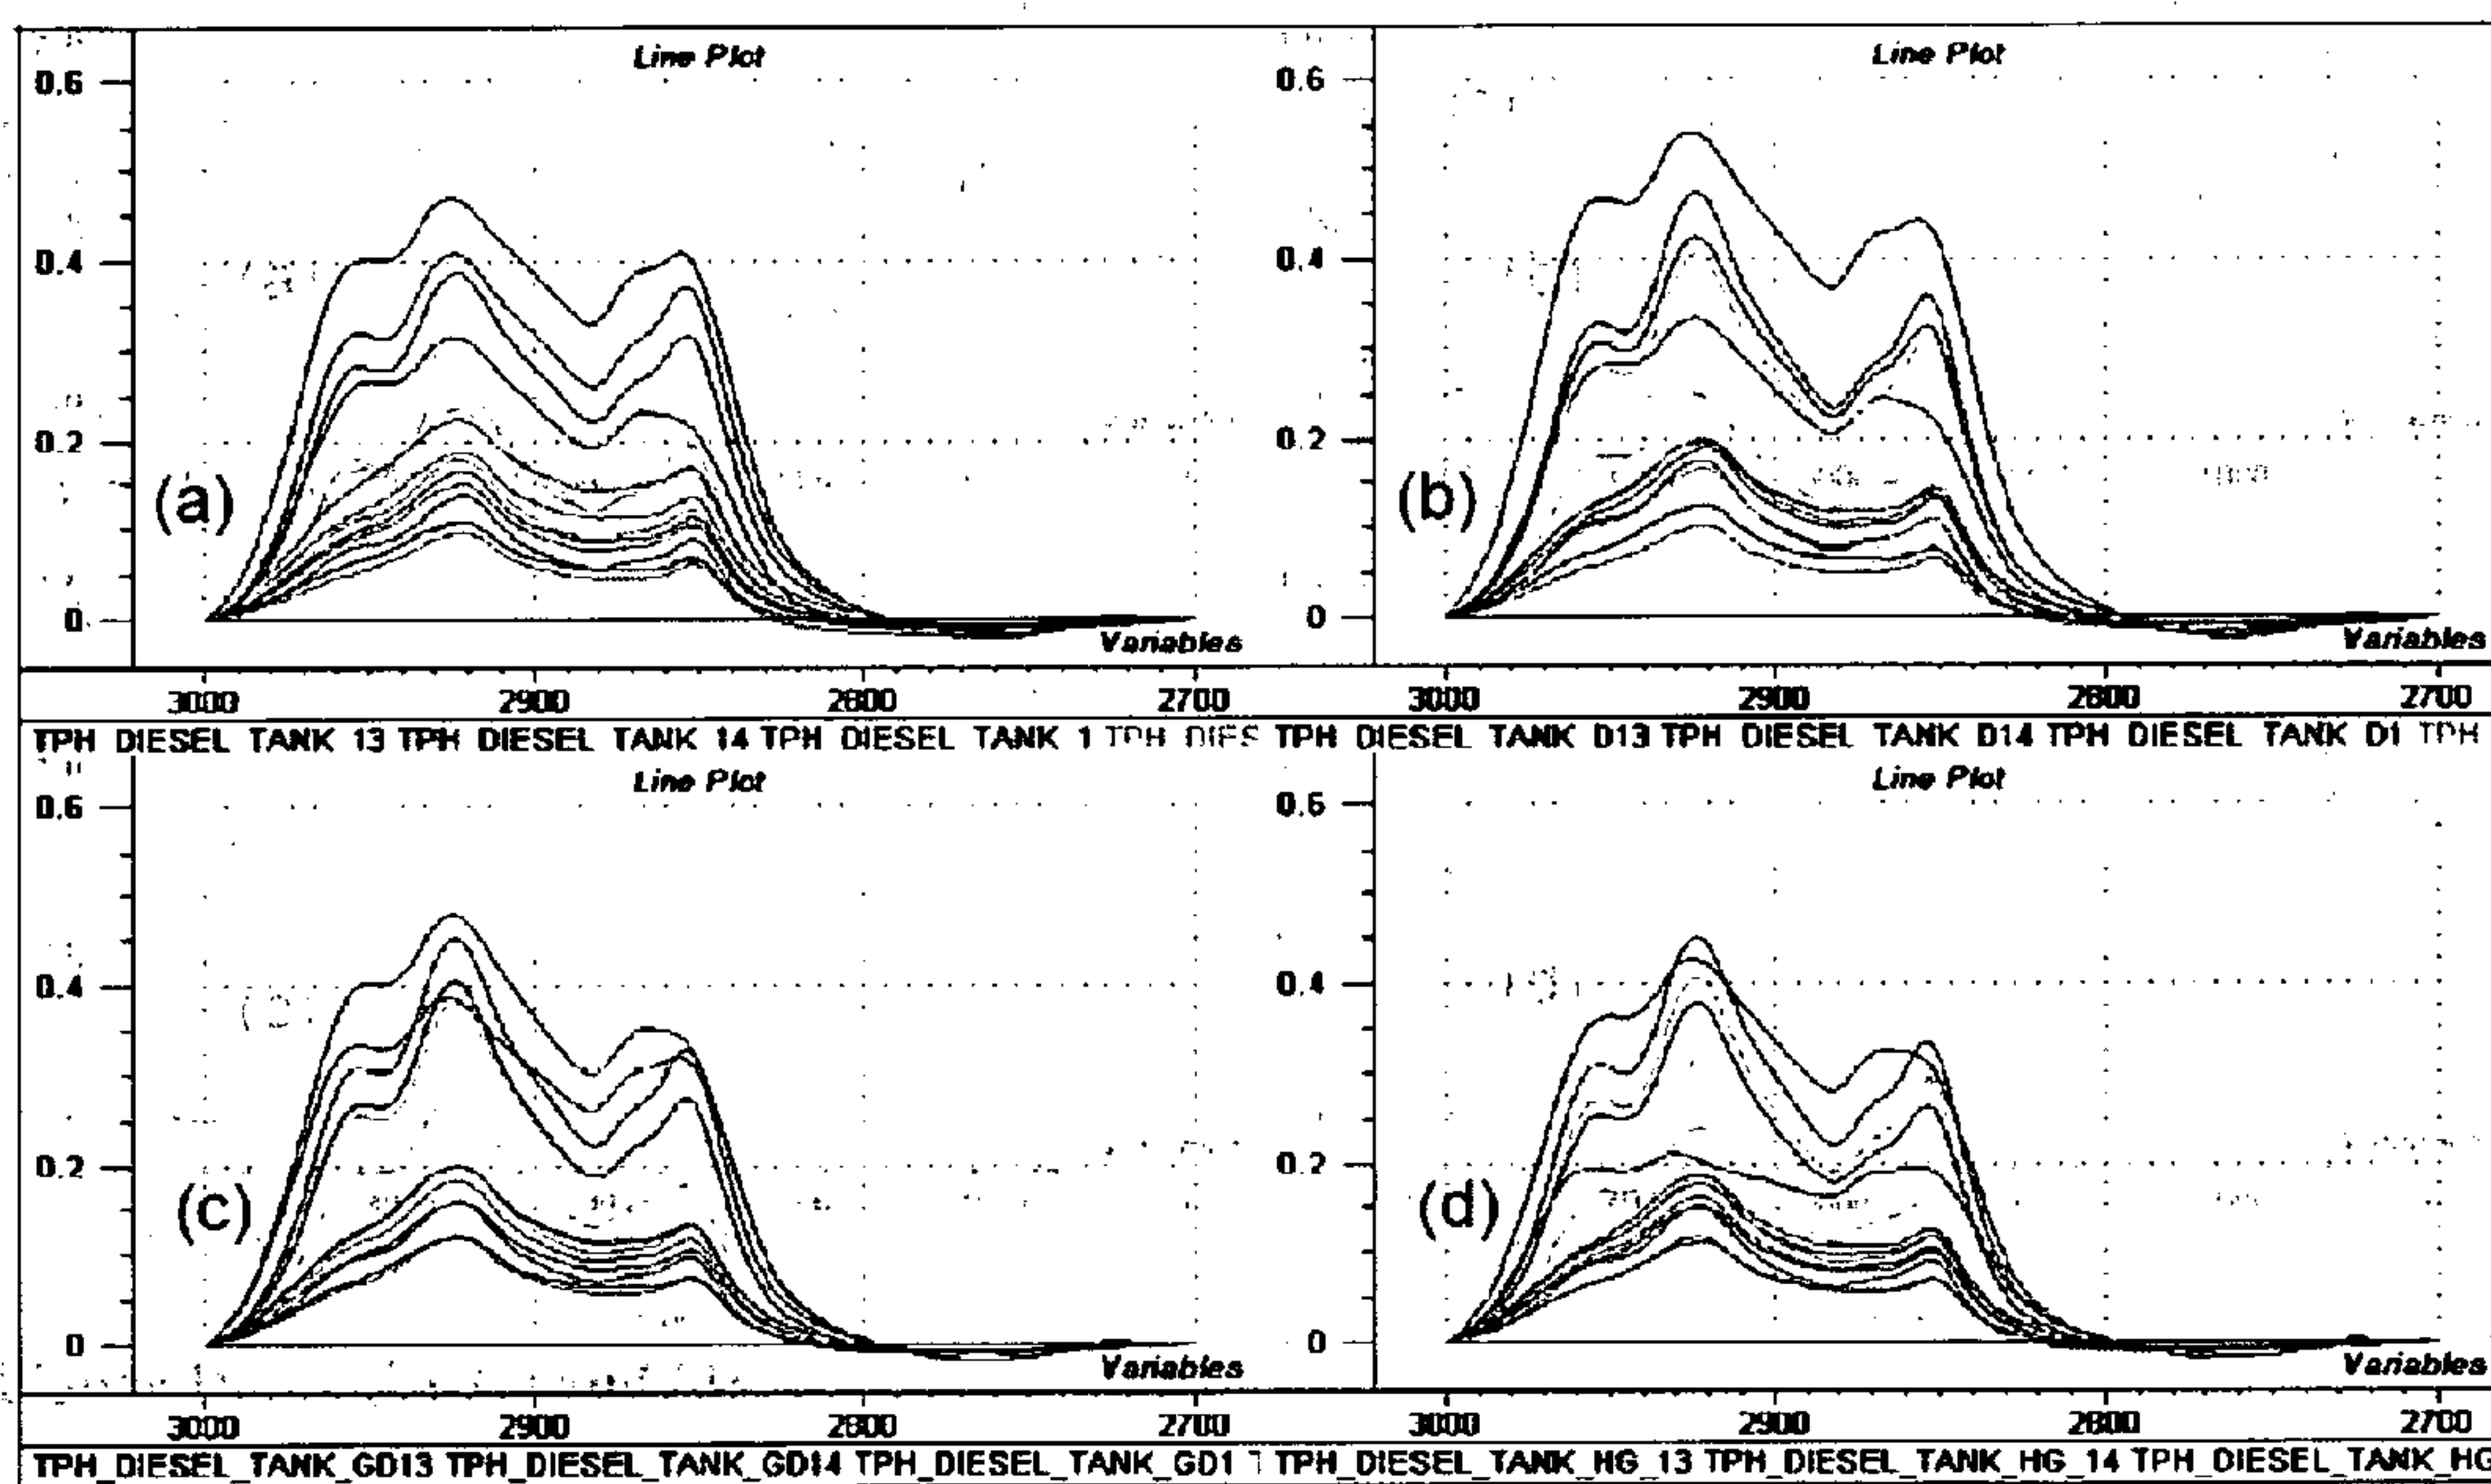 Line Plot
0.6
0.4
0.2
0
(a)
Variables
3000 2900 2800 2700
TPH DIESEL TANK 13 TPH DIESEL TANK 14 TPH DIESEL TANK 1 TPH DIES
Line Plot
0.6
0.4
0.2
0
(b)
Variables
3000 2900 2800 2700
TPH DIESEL TANK D13 TPH DIESEL TANK D14 TPH DIESEL TANK D1 TPH
Line Plot
0.6
0.4
0.2
0
(c)
Variables
3000 2900 2800 2700
TPH_DIESEL_TANK_GD13 TPH_DIESEL_TANK_GD14 TPH_DIESEL_TANK_GD1 T
Line Plot
0.6
0.4
0.2
0
(d)
Variables
3000 2900 2800 2700
TPH_DIESEL_TANK_HG_13 TPH_DIESEL_TANK_HG_14 TPH_DIESEL_TANK_HG